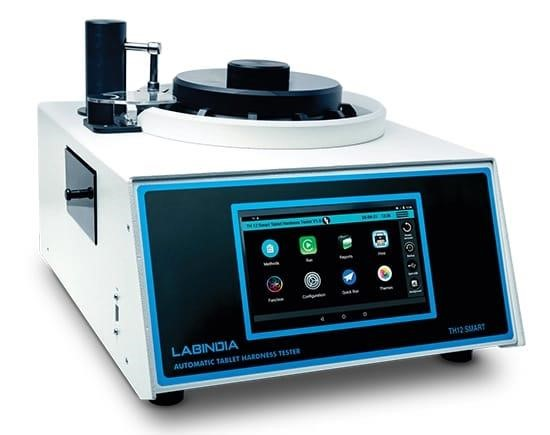 TH 12 Smart Tablet Hardness Tester V1.0
Methods
Run
Reports
Print
Function
Configuration
Quick Run
Themes
LABINDIA
AUTOMATIC TABLET HARDNESS TESTER
TH12 SMART